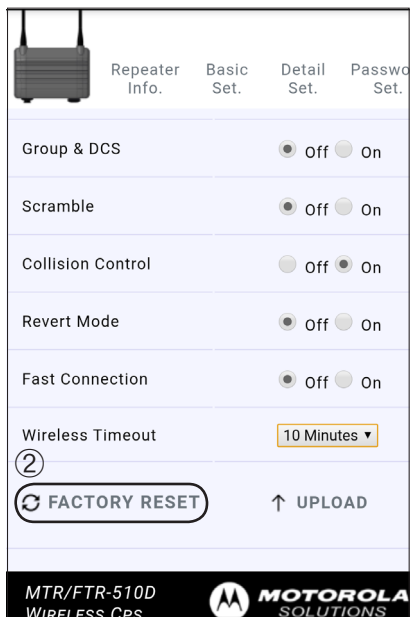 Repeater Basic Detail Passwo
Info. Set. Set. Set.
Group & DCS Off On
Scramble Off On
Collision Control Off On
Revert Mode Off On
Fast Connection Off On
Wireless Timeout 10 Minutes ▼
②
FACTORY RESET ↑ UPLOAD
MTR/FTR-510D MOTOROLA
WIRELESS CPS SOLUTIONS